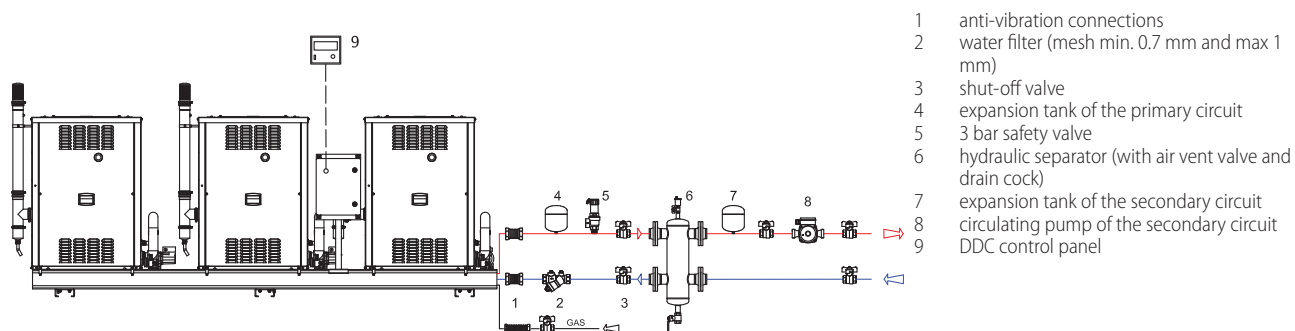 9
4
5
6
7
8
1
2
3
GAS
1 anti-vibration connections
2 water filter (mesh min. 0.7 mm and max 1
mm)
3 shut-off valve
4 expansion tank of the primary circuit
5 3 bar safety valve
6 hydraulic separator (with air vent valve and
drain cock)
7 expansion tank of the secondary circuit
8 circulating pump of the secondary circuit
9 DDC control panel